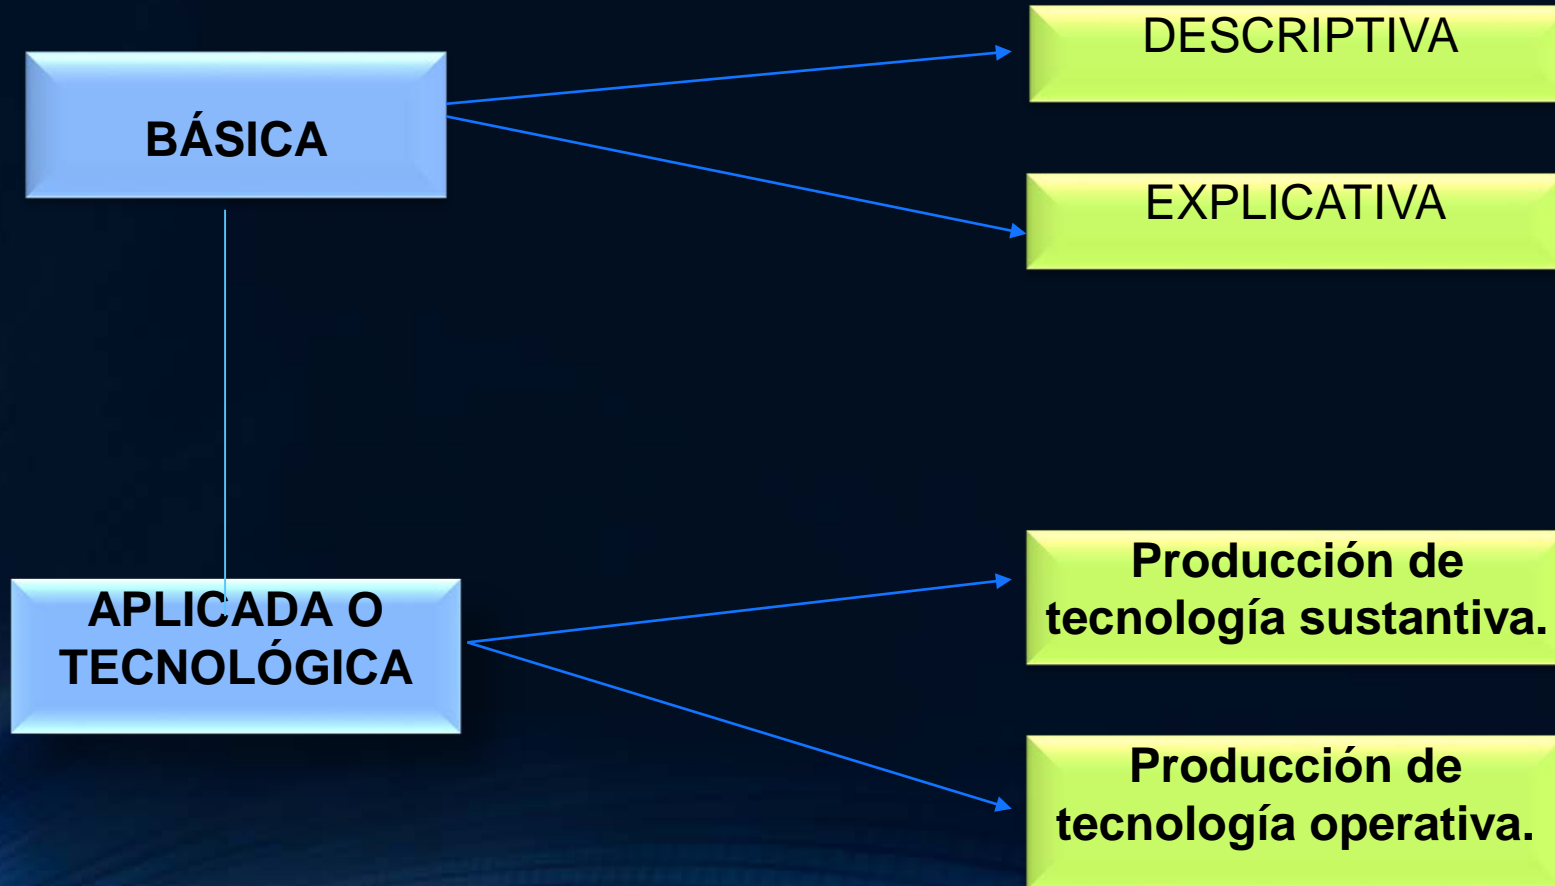 BÁSICA
DESCRIPTIVA
EXPLICATIVA
APLICADA O
TECNOLÓGICA
Producción de
tecnología sustantiva.
Producción de
tecnología operativa.